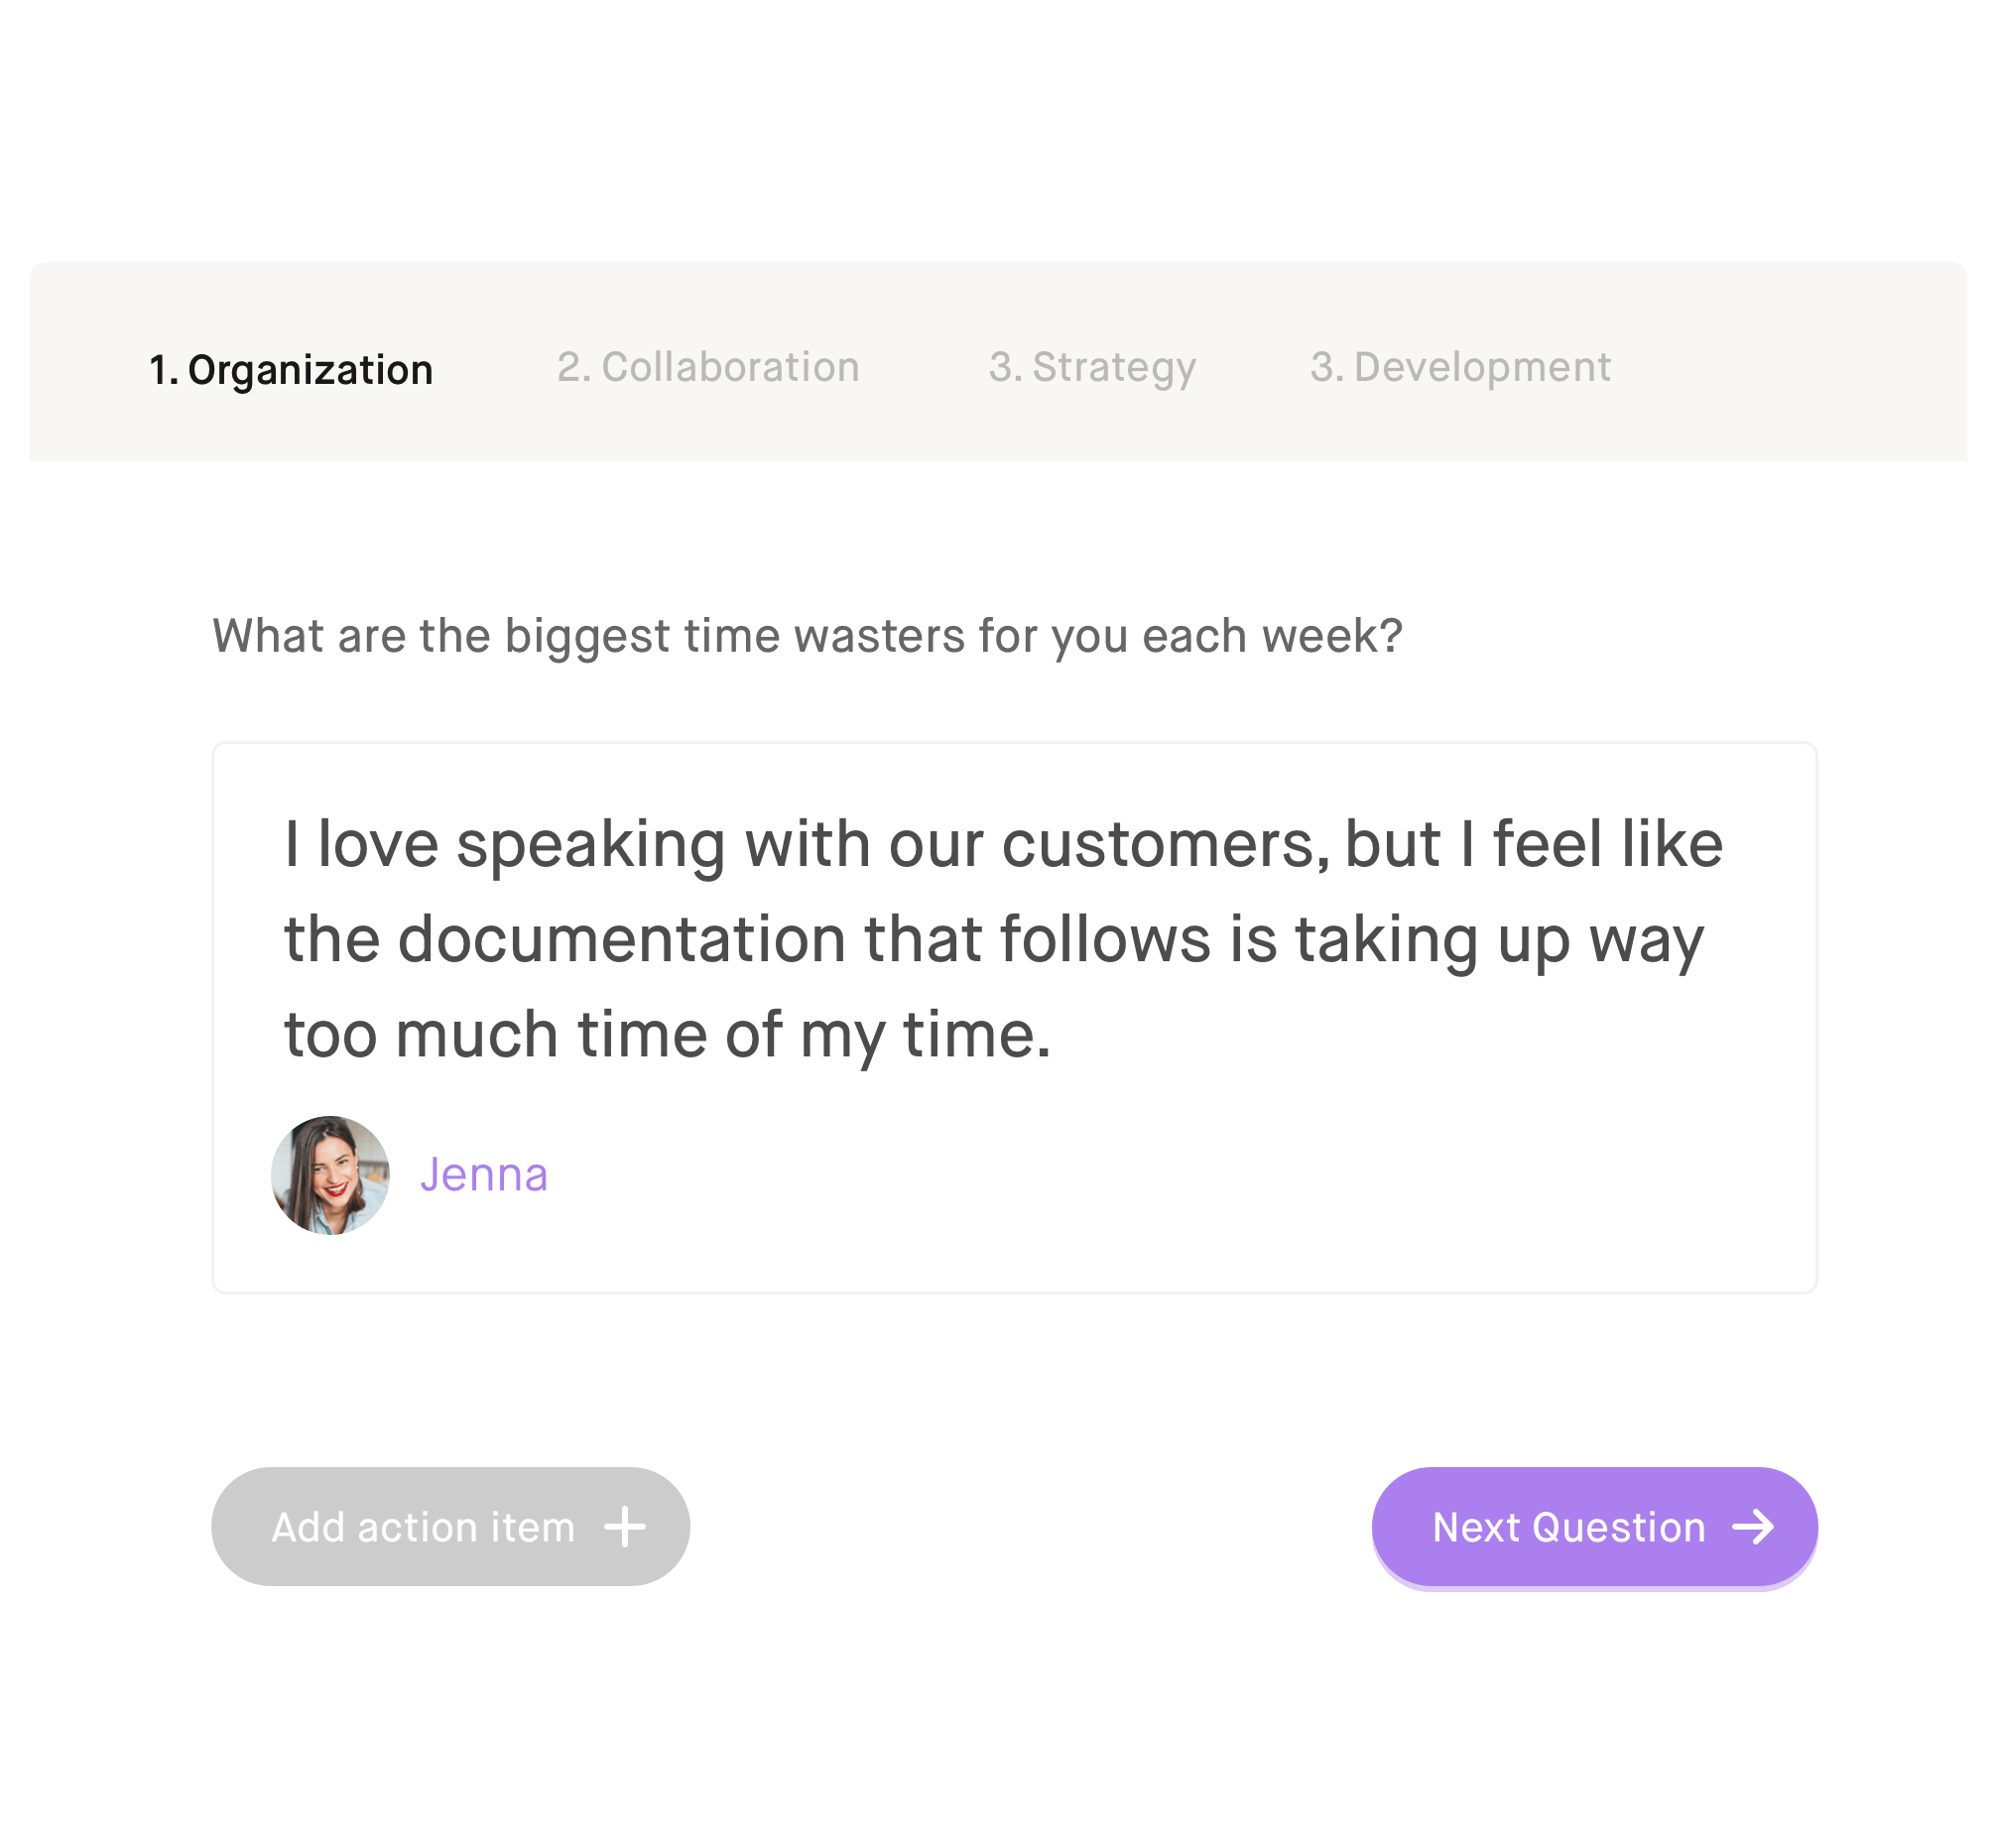 1. Organization
2. Collaboration
3. Strategy
3. Development
What are the biggest time wasters for you each week?
I love speaking with our customers, but I feel like
the documentation that follows is taking up way
too much time of my time.
Jenna
Add action item
Next Question